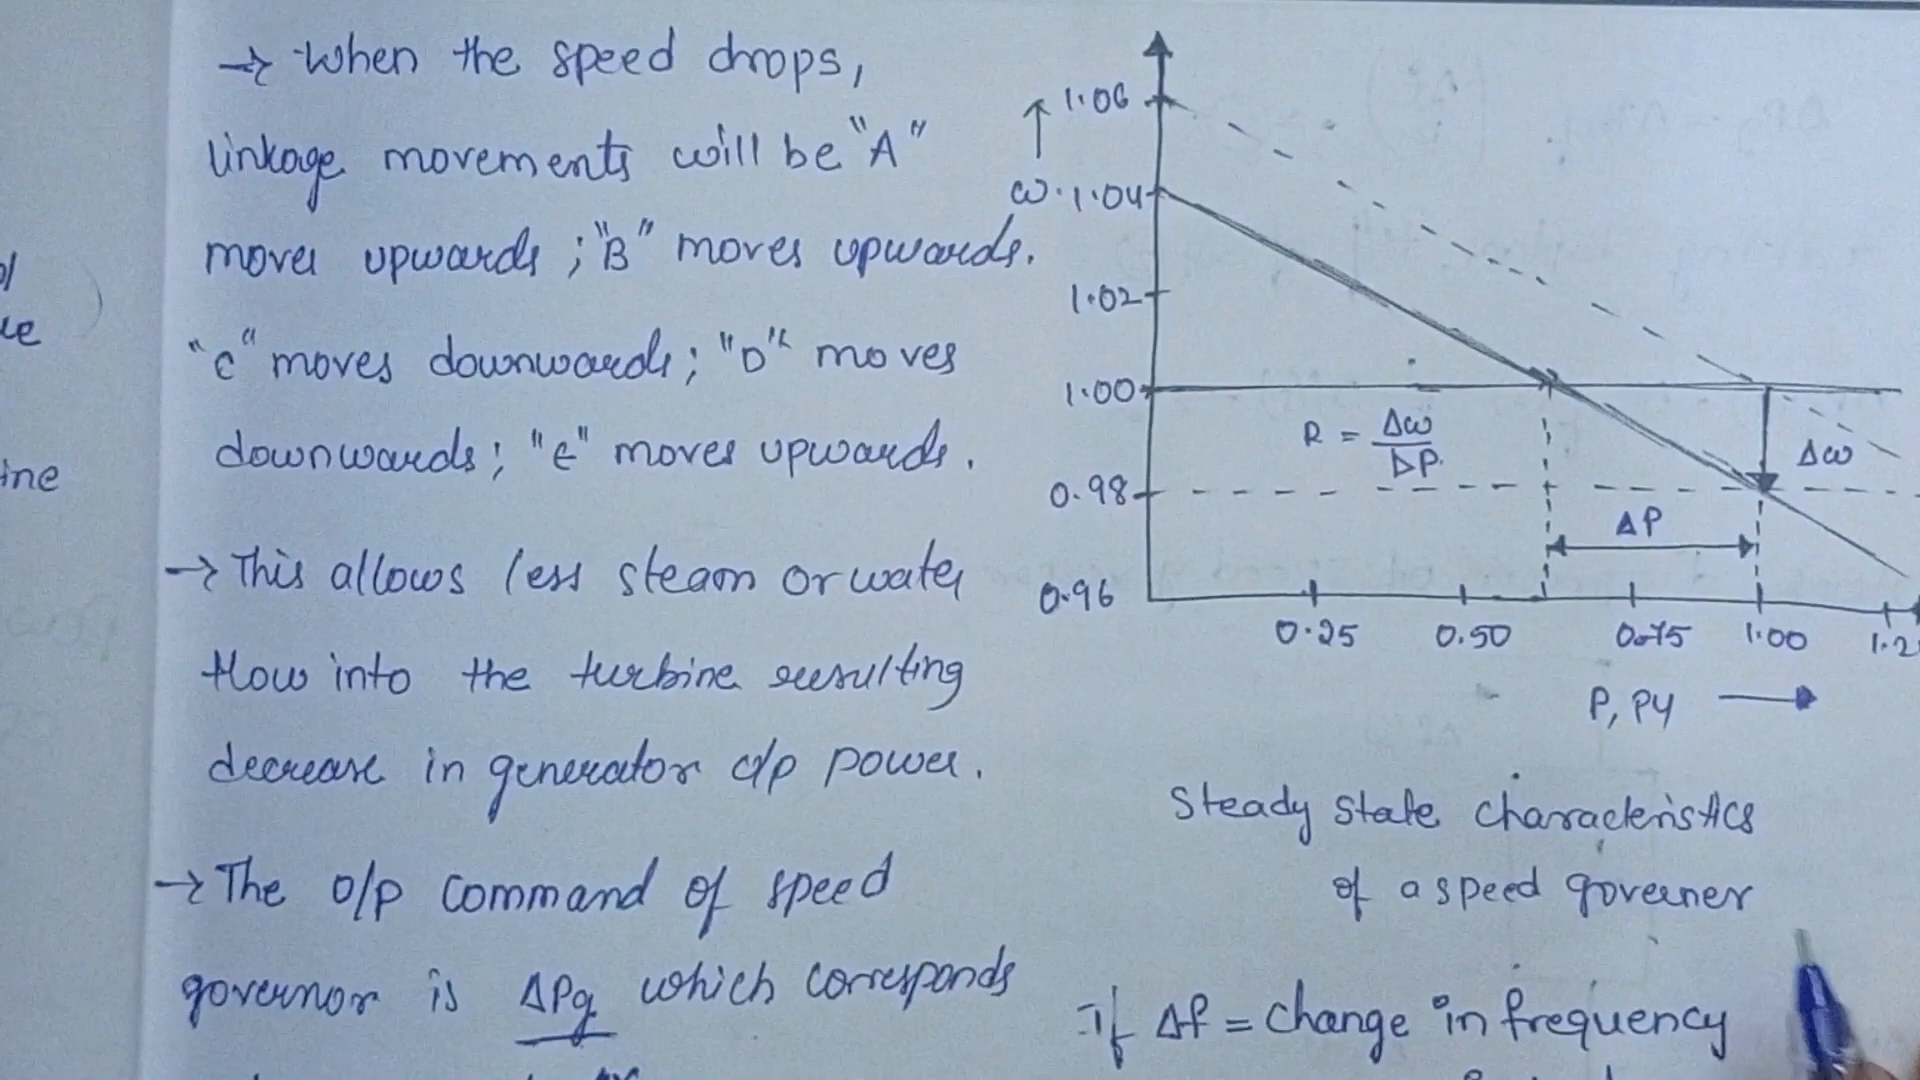 → When the speed drops,
linkage movements will be "A"
moves upwards ; "B" moves upwards.
"C" moves downwards; "D" moves
downwards; "E" moves upwards.
→ This allows less steam or water
flow into the turbine resulting
decrease in generator o/p power.
→ The o/p command of speed
governor is ΔPg which corresponds
1.06
ω 1.04
1.02
1.00
0.98
0.96
R = Δω/ΔP
Δω
ΔP
0.25 0.50 0.75 1.00
P, PU →
Steady state characteristics
of a speed governer
If Δf = change in frequency
ine